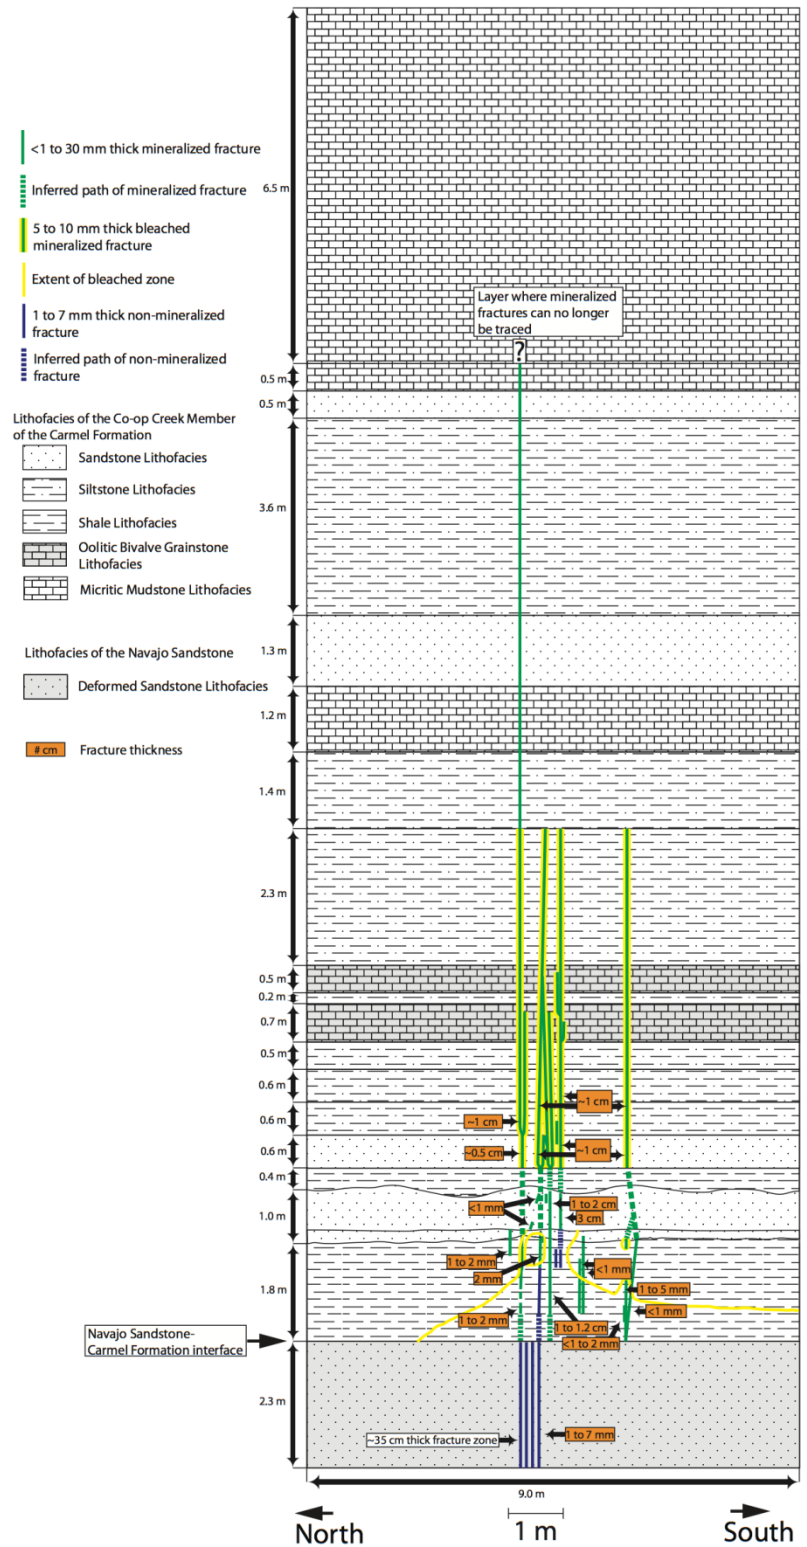 <1 to 30 mm thick mineralized fracture
Inferred path of mineralized fracture
5 to 10 mm thick bleached
mineralized fracture
Extent of bleached zone
1 to 7 mm thick non-mineralized
fracture
Inferred path of non-mineralized
fracture
Lithofacies of the Co-op Creek Member
of the Carmel Formation
Sandstone Lithofacies
Siltstone Lithofacies
Shale Lithofacies
Oolitic Bivalve Grainstone
Lithofacies
Micritic Mudstone Lithofacies
Lithofacies of the Navajo Sandstone
Deformed Sandstone Lithofacies
# cm
Fracture thickness
6.5 m
Layer where mineralized
fractures can no longer
be traced
?
0.5 m
0.5 m
3.6 m
1.3 m
1.2 m
1.4 m
2.3 m
0.5 m
0.2 m
0.7 m
0.5 m
0.6 m
~1 cm
0.6 m
~1 cm
0.6 m
~0.5 cm
~1 cm
0.4 m
1.0 m
<1 mm
1 to 2 cm
3 cm
1 to 2 mm
2 mm
<1 mm
1.8 m
1 to 5 mm
<1 mm
1 to 2 mm
1 to 1.2 cm
<1 to 2 mm
Navajo Sandstone-
Carmel Formation interface
2.3 m
~35 cm thick fracture zone
1 to 7 mm
9.0 m
North
1 m
South